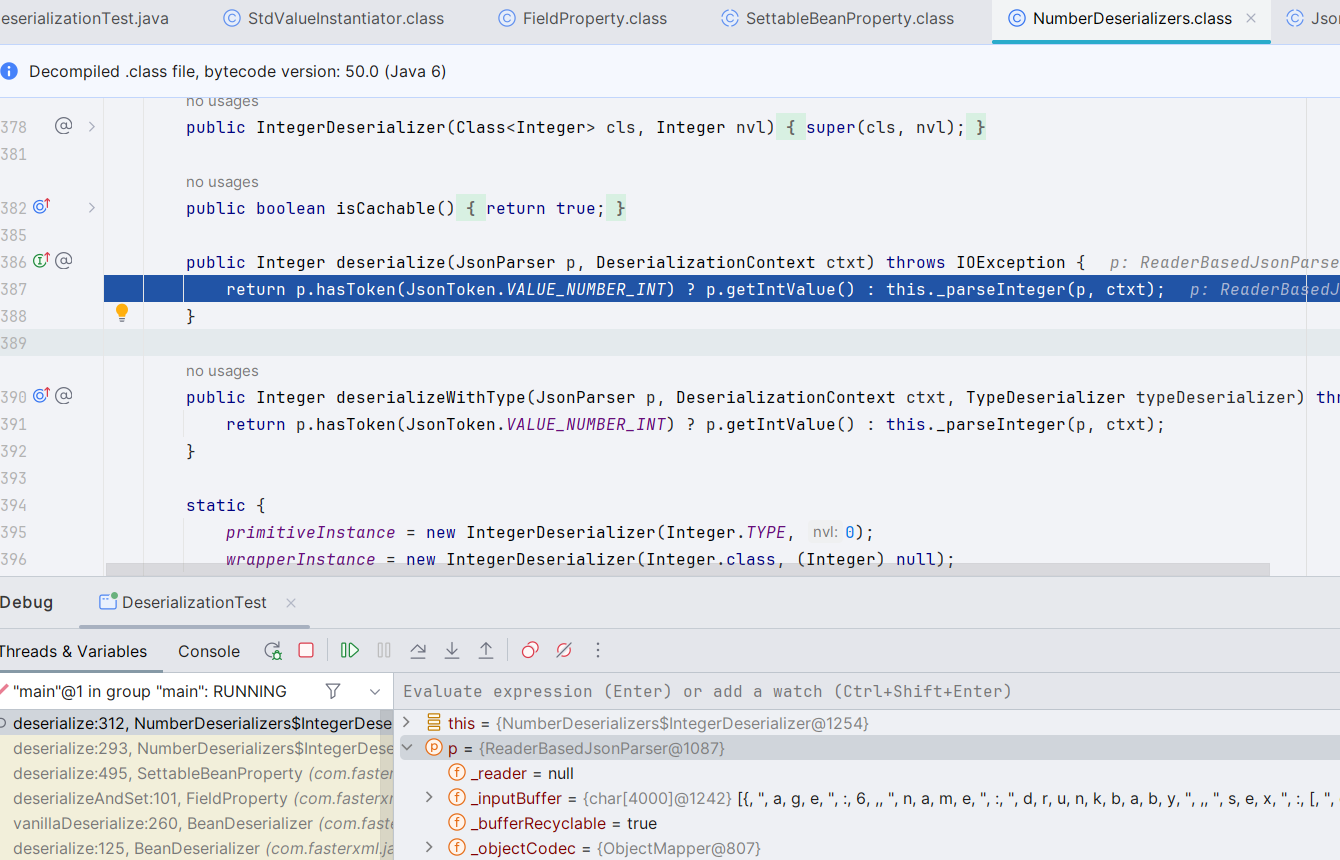 eserializationTest.java StdValueInstantiator.class FieldProperty.class SettableBeanProperty.class NumberDeserializers.class Json
Decompiled .class file, bytecode version: 50.0 (Java 6)
no usages
378 @ public IntegerDeserializer(Class<Integer> cls, Integer nvl) { super(cls, nvl); }
381
no usages
382 public boolean isCachable() { return true; }
385
386 @ public Integer deserialize(JsonParser p, DeserializationContext ctxt) throws IOException { p: ReaderBasedJsonParse
387 return p.hasToken(JsonToken.VALUE_NUMBER_INT) ? p.getIntValue() : this._parseInteger(p, ctxt); p: ReaderBasedJ
388 }
389
no usages
390 @ public Integer deserializeWithType(JsonParser p, DeserializationContext ctxt, TypeDeserializer typeDeserializer) thr
391 return p.hasToken(JsonToken.VALUE_NUMBER_INT) ? p.getIntValue() : this._parseInteger(p, ctxt);
392 }
393
394 static {
395 primitiveInstance = new IntegerDeserializer(Integer.TYPE, nvl: 0);
396 wrapperInstance = new IntegerDeserializer(Integer.class, (Integer) null);
Debug DeserializationTest
Threads & Variables Console
"main"@1 in group "main": RUNNING
Evaluate expression (Enter) or add a watch (Ctrl+Shift+Enter)
deserialize:312, NumberDeserializers$IntegerDese
deserialize:293, NumberDeserializers$IntegerDese
deserialize:495, SettableBeanProperty (com.faster
deserializeAndSet:101, FieldProperty (com.fasterxm
vanillaDeserialize:260, BeanDeserializer (com.faste
deserialize:125, BeanDeserializer (com.fasterxml.ja
this = {NumberDeserializers$IntegerDeserializer@1254}
p = {ReaderBasedJsonParser@1087}
_reader = null
_inputBuffer = {char[4000]@1242} [{, ", a, g, e, ", :, 6, ,, ", n, a, m, e, ", :, ", d, r, u, n, k, b, a, b, y, ", ,, ", s, e, x, ", :, [, ",
_bufferRecyclable = true
_objectCodec = {ObjectMapper@807}